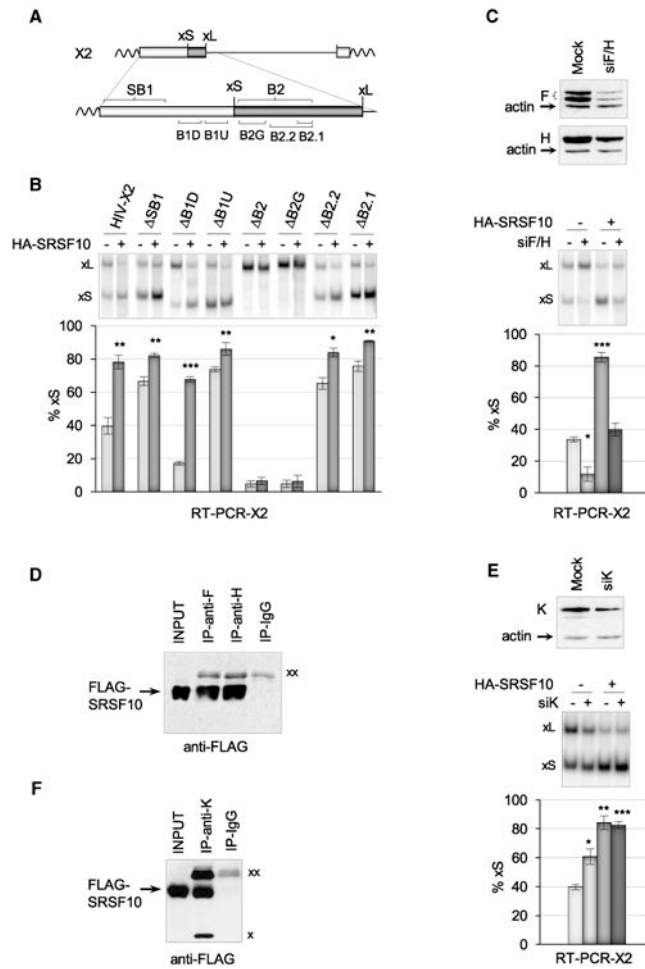 A
X2
xS
xL
SB1
xS
B2
xL
B1D B1U B2G B2.2 B2.1
B
HIV-X2 ΔSB1 ΔB1D ΔB1U ΔB2 ΔB2G ΔB2.2 ΔB2.1
HA-SRSF10 - + - + - + - + - + - + - + - +
xL
xS
% xS
100
80
60
40
20
0
** ** *** ** * **
RT-PCR-X2
C
Mock siF/H
F
actin
H
actin
HA-SRSF10 - +
siF/H - + - +
xL
xS
% xS
100
80
60
40
20
0
* ***
RT-PCR-X2
D
INPUT IP-anti-F IP-anti-H IP-IgG
xx
FLAG-
SRSF10
anti-FLAG
E
Mock siK
K
actin
HA-SRSF10 - +
siK - + - +
xL
xS
% xS
100
80
60
40
20
0
* ** ***
RT-PCR-X2
F
INPUT IP-anti-K IP-IgG
xx
FLAG-
SRSF10
x
anti-FLAG